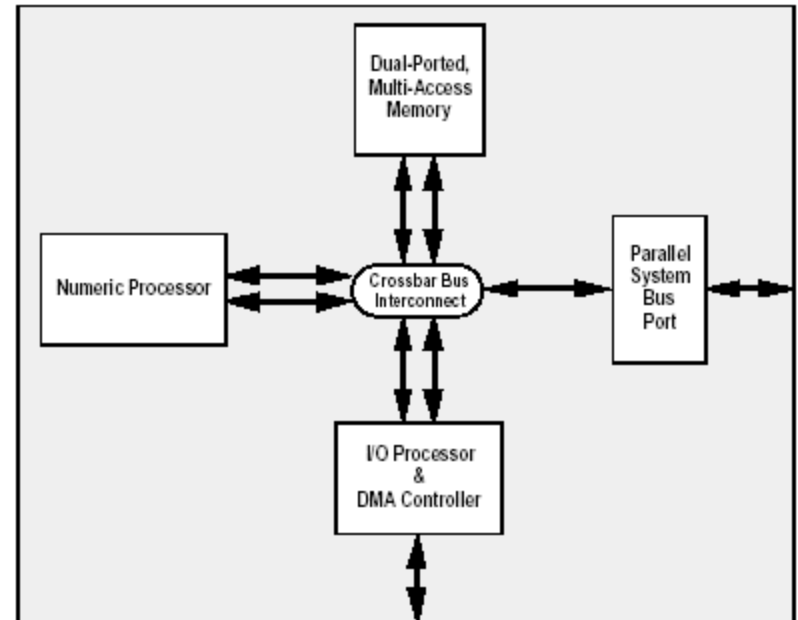 Dual-Ported,
Multi-Access
Memory
Numeric Processor
Crossbar Bus
Interconnect
Parallel
System
Bus
Port
I/O Processor
&
DMA Controller